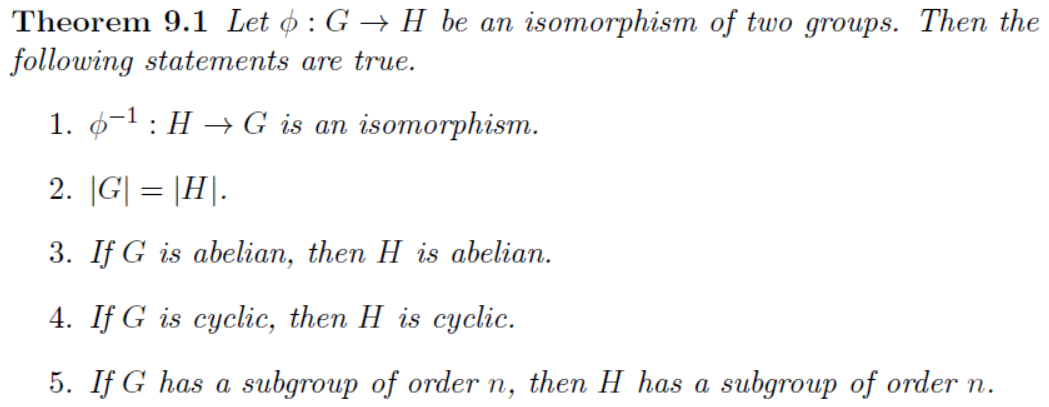 Theorem 9.1 Let ϕ : G → H be an isomorphism of two groups. Then the
following statements are true.
1. ϕ⁻¹ : H → G is an isomorphism.
2. |G| = |H|.
3. If G is abelian, then H is abelian.
4. If G is cyclic, then H is cyclic.
5. If G has a subgroup of order n, then H has a subgroup of order n.